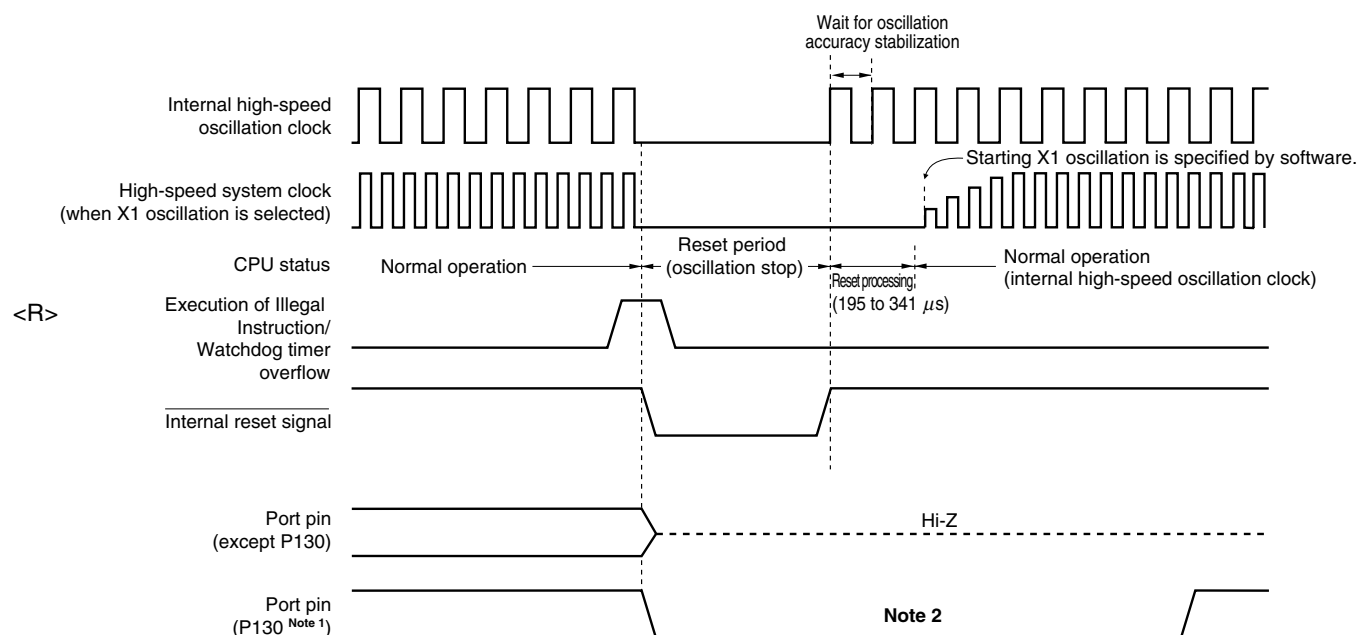 Wait for oscillation
accuracy stabilization
Internal high-speed
oscillation clock
Starting X1 oscillation is specified by software.
High-speed system clock
(when X1 oscillation is selected)
CPU status
Normal operation
Reset period
(oscillation stop)
Reset processing
(195 to 341 μs)
Normal operation
(internal high-speed oscillation clock)
<R>
Execution of Illegal
Instruction/
Watchdog timer
overflow
Internal reset signal
Port pin
(except P130)
Hi-Z
Port pin
(P130 Note 1)
Note 2